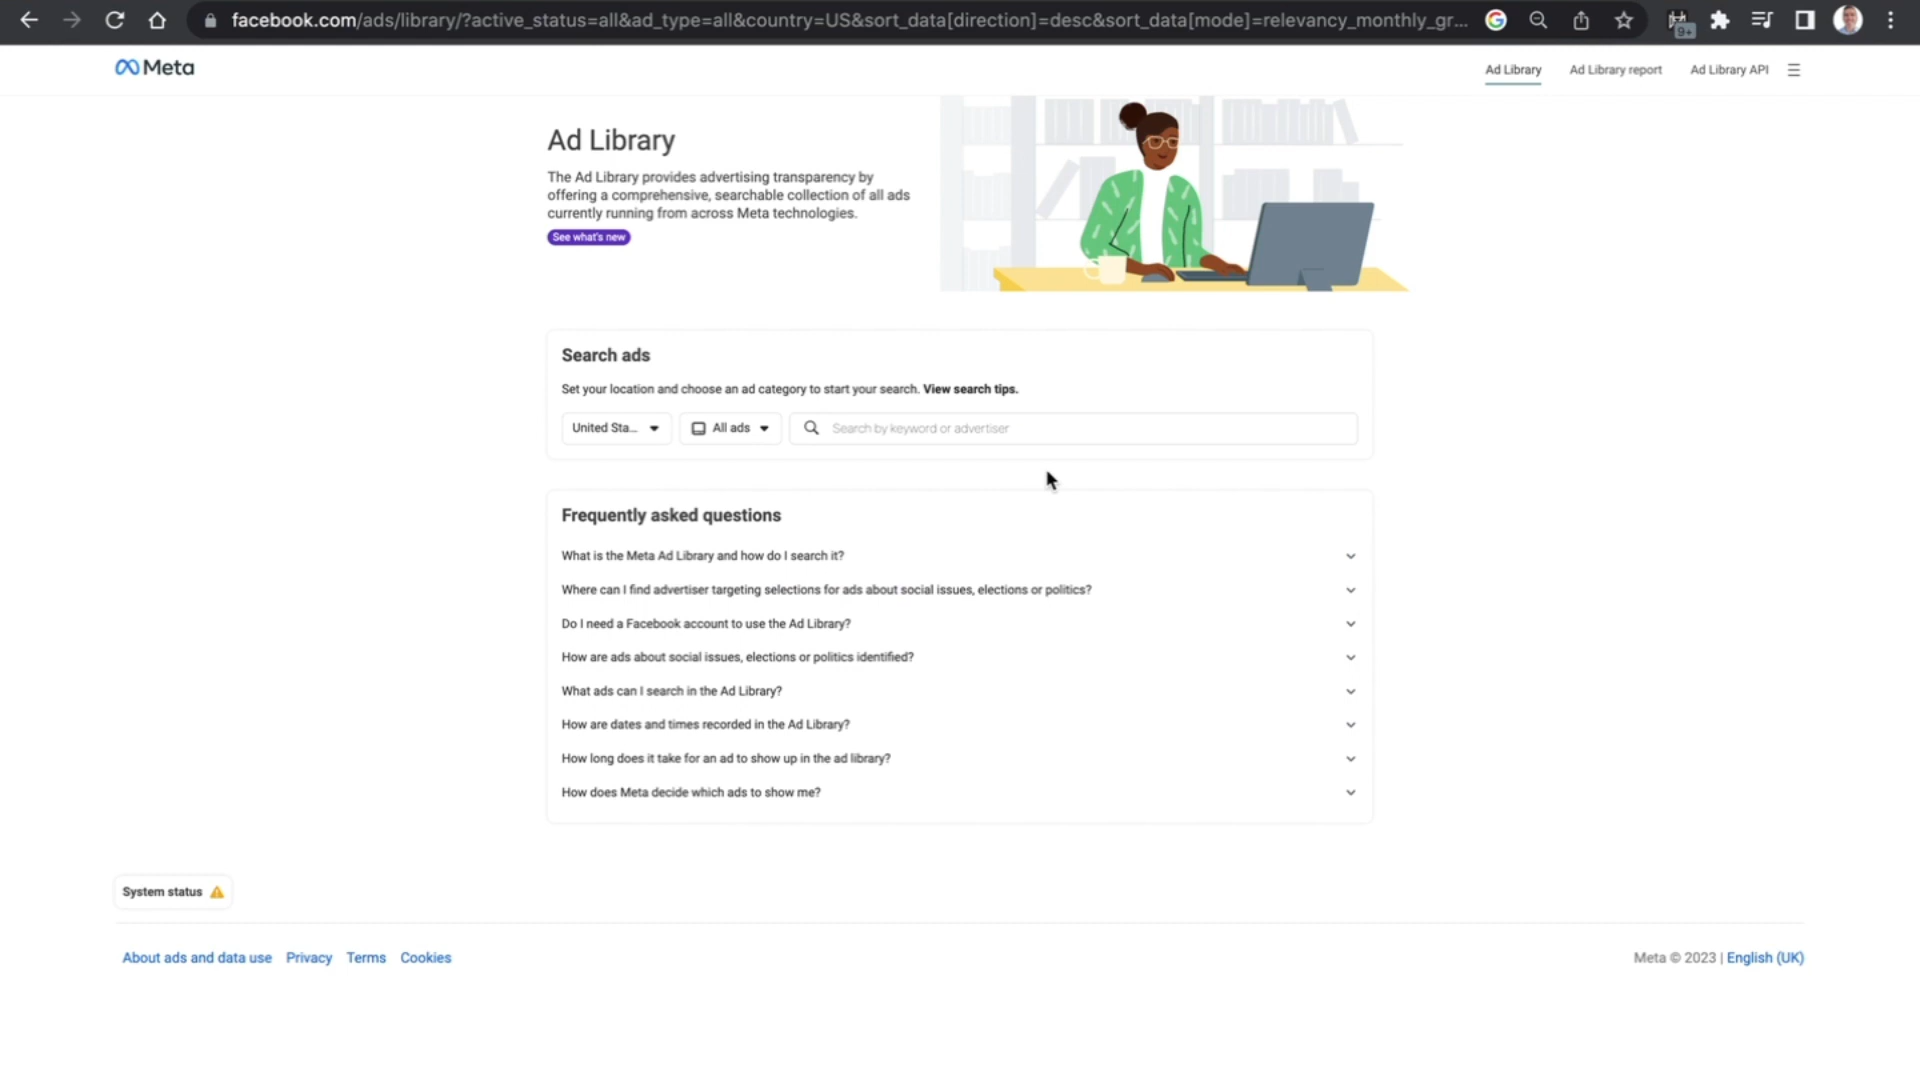 facebook.com/ads/library/?active_status=all&ad_type=all&country=US&sort_data[direction]=desc&sort_data[mode]=relevancy_monthly_gr...
9+
Meta
Ad Library
Ad Library report
Ad Library API
Ad Library
The Ad Library provides advertising transparency by
offering a comprehensive, searchable collection of all ads
currently running from across Meta technologies.
See what's new
Search ads
Set your location and choose an ad category to start your search. View search tips.
United Sta...
All ads
Search by keyword or advertiser
Frequently asked questions
What is the Meta Ad Library and how do I search it?
Where can I find advertiser targeting selections for ads about social issues, elections or politics?
Do I need a Facebook account to use the Ad Library?
How are ads about social issues, elections or politics identified?
What ads can I search in the Ad Library?
How are dates and times recorded in the Ad Library?
How long does it take for an ad to show up in the ad library?
How does Meta decide which ads to show me?
System status
About ads and data use
Privacy
Terms
Cookies
Meta © 2023 | English (UK)